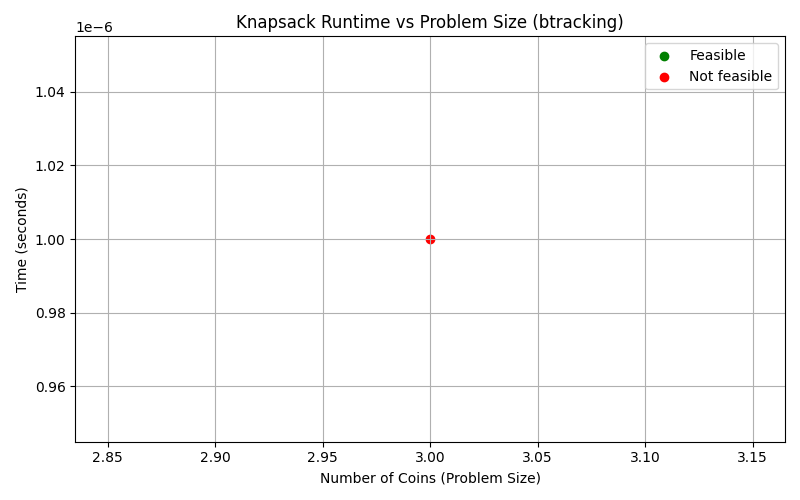 Knapsack Runtime vs Problem Size (btracking)
1e−6
Feasible
Not feasible
1.04
1.02
1.00
0.98
0.96
Time (seconds)
2.85 2.90 2.95 3.00 3.05 3.10 3.15
Number of Coins (Problem Size)